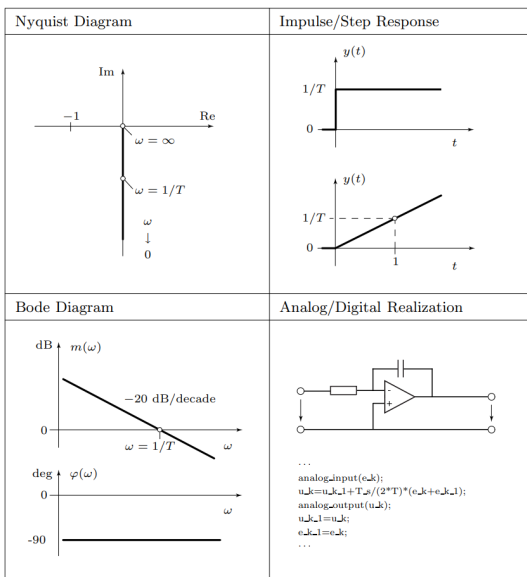 Nyquist Diagram
Im
−1
Re
ω = ∞
ω = 1/T
ω
↓
0
Impulse/Step Response
y(t)
1/T
0
t
y(t)
1/T
0
1
t
Bode Diagram
dB
m(ω)
−20 dB/decade
0
ω = 1/T
ω
deg
φ(ω)
0
ω
-90
Analog/Digital Realization
-
+
...
analog_input(e_k);
u_k=u_k_1+T_s/(2*T)*(e_k+e_k_1);
analog_output(u_k);
u_k_1=u_k;
e_k_1=e_k;
...